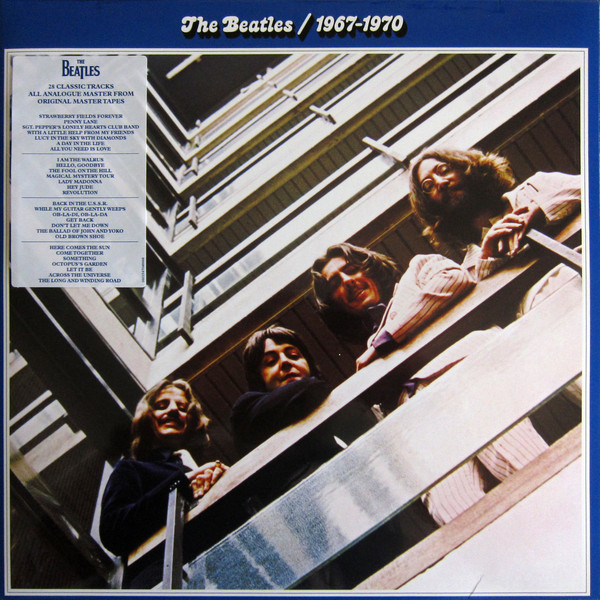 The Beatles / 1967-1970
THE
BEATLES
28 CLASSIC TRACKS
ALL ANALOGUE MASTER FROM
ORIGINAL MASTER TAPES
STRAWBERRY FIELDS FOREVER
PENNY LANE
SGT. PEPPER'S LONELY HEARTS CLUB BAND
WITH A LITTLE HELP FROM MY FRIENDS
LUCY IN THE SKY WITH DIAMONDS
A DAY IN THE LIFE
ALL YOU NEED IS LOVE
I AM THE WALRUS
HELLO, GOODBYE
THE FOOL ON THE HILL
MAGICAL MYSTERY TOUR
LADY MADONNA
HEY JUDE
REVOLUTION
BACK IN THE U.S.S.R.
WHILE MY GUITAR GENTLY WEEPS
OB-LA-DI, OB-LA-DA
GET BACK
DON'T LET ME DOWN
THE BALLAD OF JOHN AND YOKO
OLD BROWN SHOE
HERE COMES THE SUN
COME TOGETHER
SOMETHING
OCTOPUS'S GARDEN
LET IT BE
ACROSS THE UNIVERSE
THE LONG AND WINDING ROAD